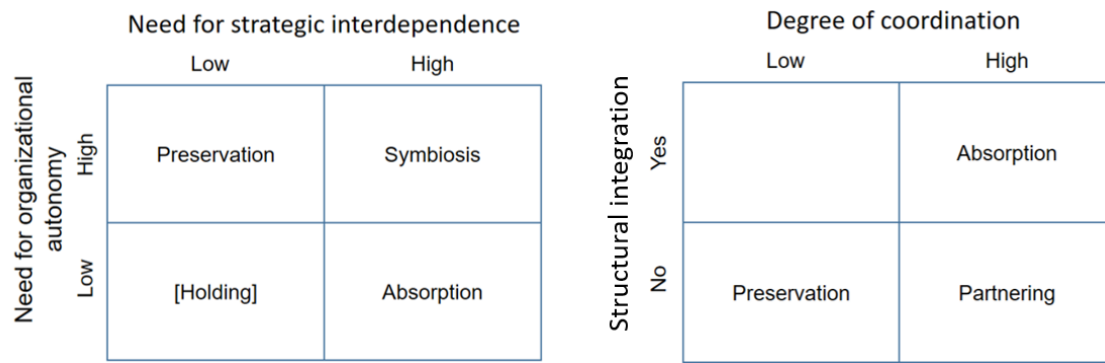 Need for strategic interdependence
Low High
Need for organizational
autonomy
High
Low
Preservation Symbiosis
[Holding] Absorption
Degree of coordination
Low High
Structural integration
Yes
No
Absorption
Preservation Partnering